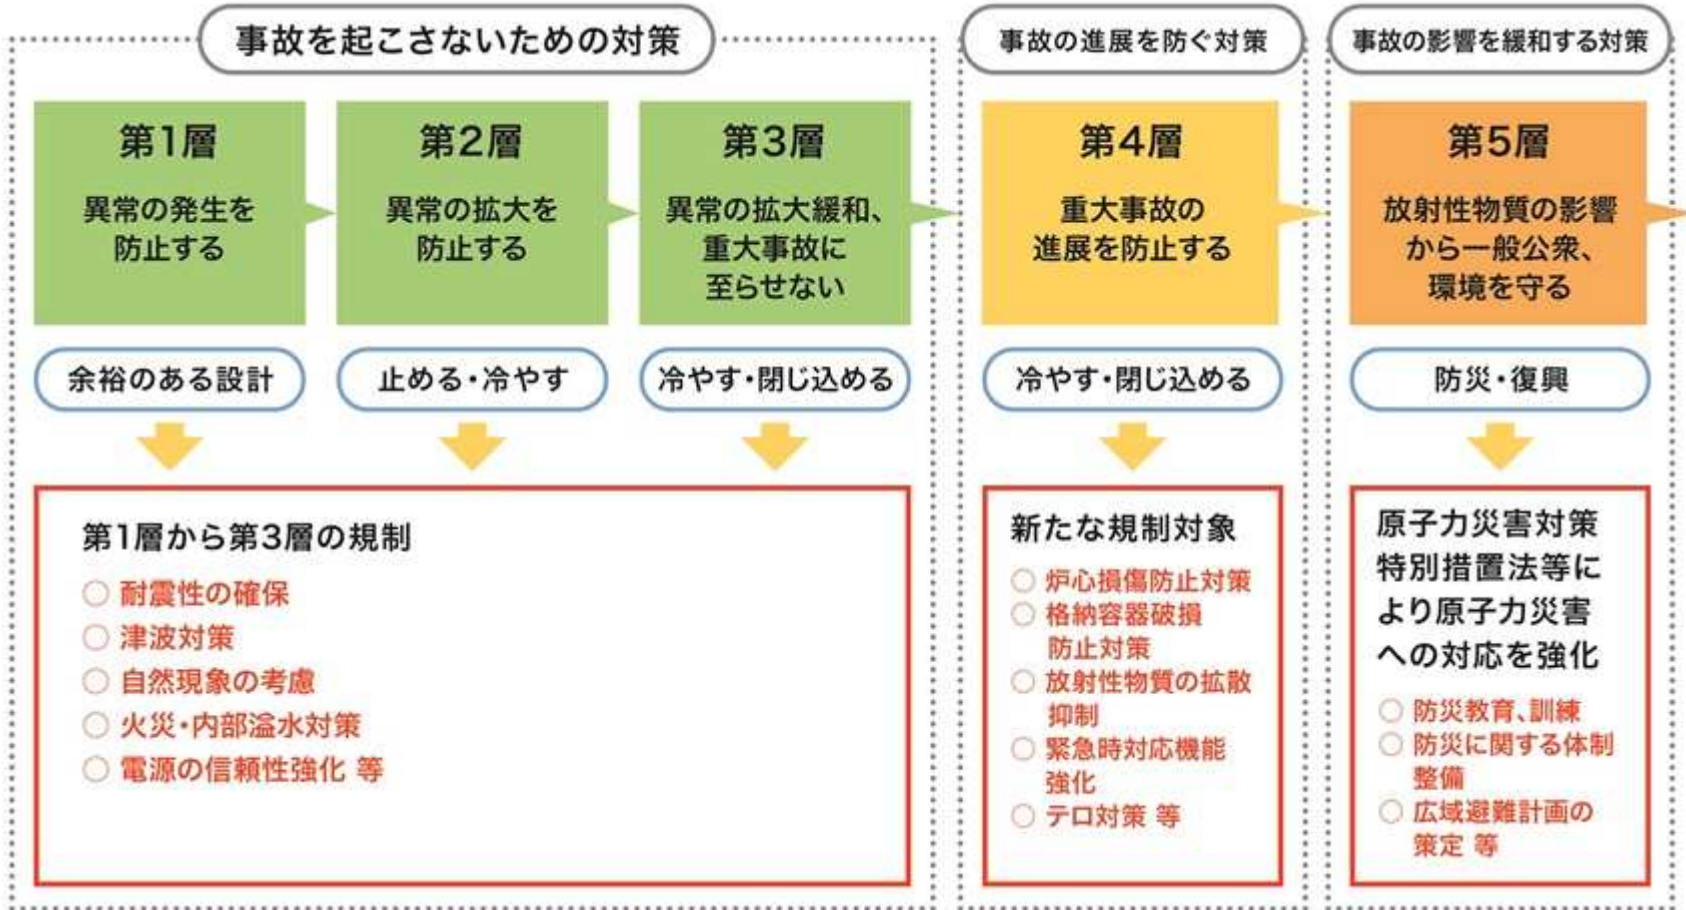 事故を起こさないための対策
第1層
異常の発生を
防止する
余裕のある設計
第2層
異常の拡大を
防止する
止める・冷やす
第3層
異常の拡大緩和、
重大事故に
至らせない
冷やす・閉じ込める
第1層から第3層の規制
○ 耐震性の確保
○ 津波対策
○ 自然現象の考慮
○ 火災・内部溢水対策
○ 電源の信頼性強化 等
事故の進展を防ぐ対策
第4層
重大事故の
進展を防止する
冷やす・閉じ込める
新たな規制対象
○ 炉心損傷防止対策
○ 格納容器破損
防止対策
○ 放射性物質の拡散
抑制
○ 緊急時対応機能
強化
○ テロ対策 等
事故の影響を緩和する対策
第5層
放射性物質の影響
から一般公衆、
環境を守る
防災・復興
原子力災害対策
特別措置法等に
より原子力災害
への対応を強化
○ 防災教育、訓練
○ 防災に関する体制
整備
○ 広域避難計画の
策定 等